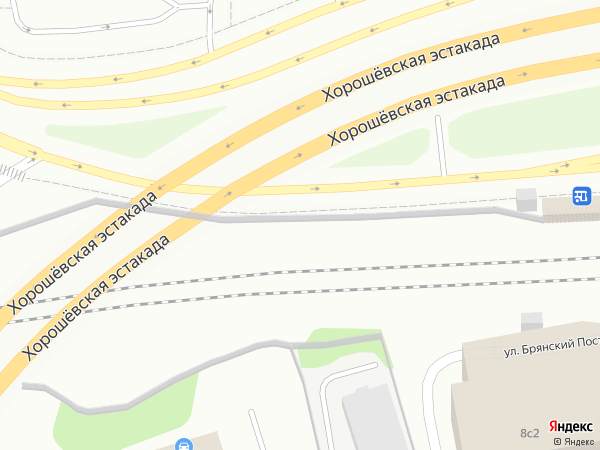 Хорошёвская эстакада
Хорошёвская эстакада
Хорошёвская эстакада
Хорошёвская эстакада
ул. Брянский Пост
8с2
Яндекс
© Яндекс